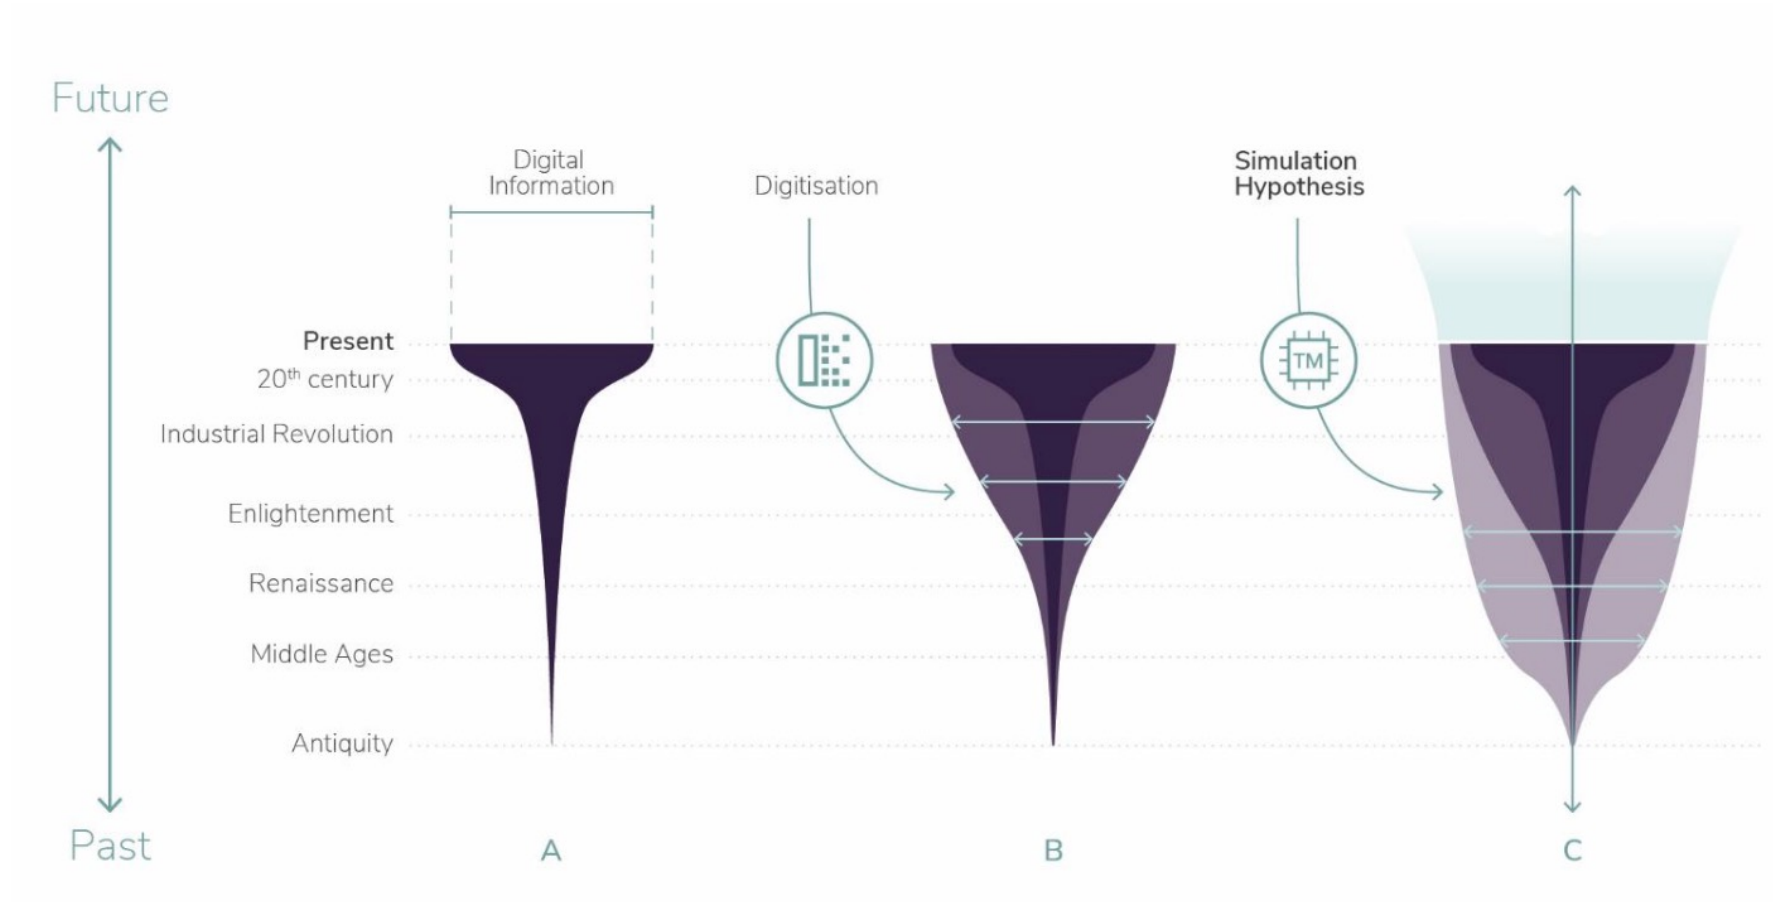 Future
Digital
Information
Digitisation
Simulation
Hypothesis
Present
20th century
Industrial Revolution
Enlightenment
Renaissance
Middle Ages
Antiquity
TM
Past
A
B
C